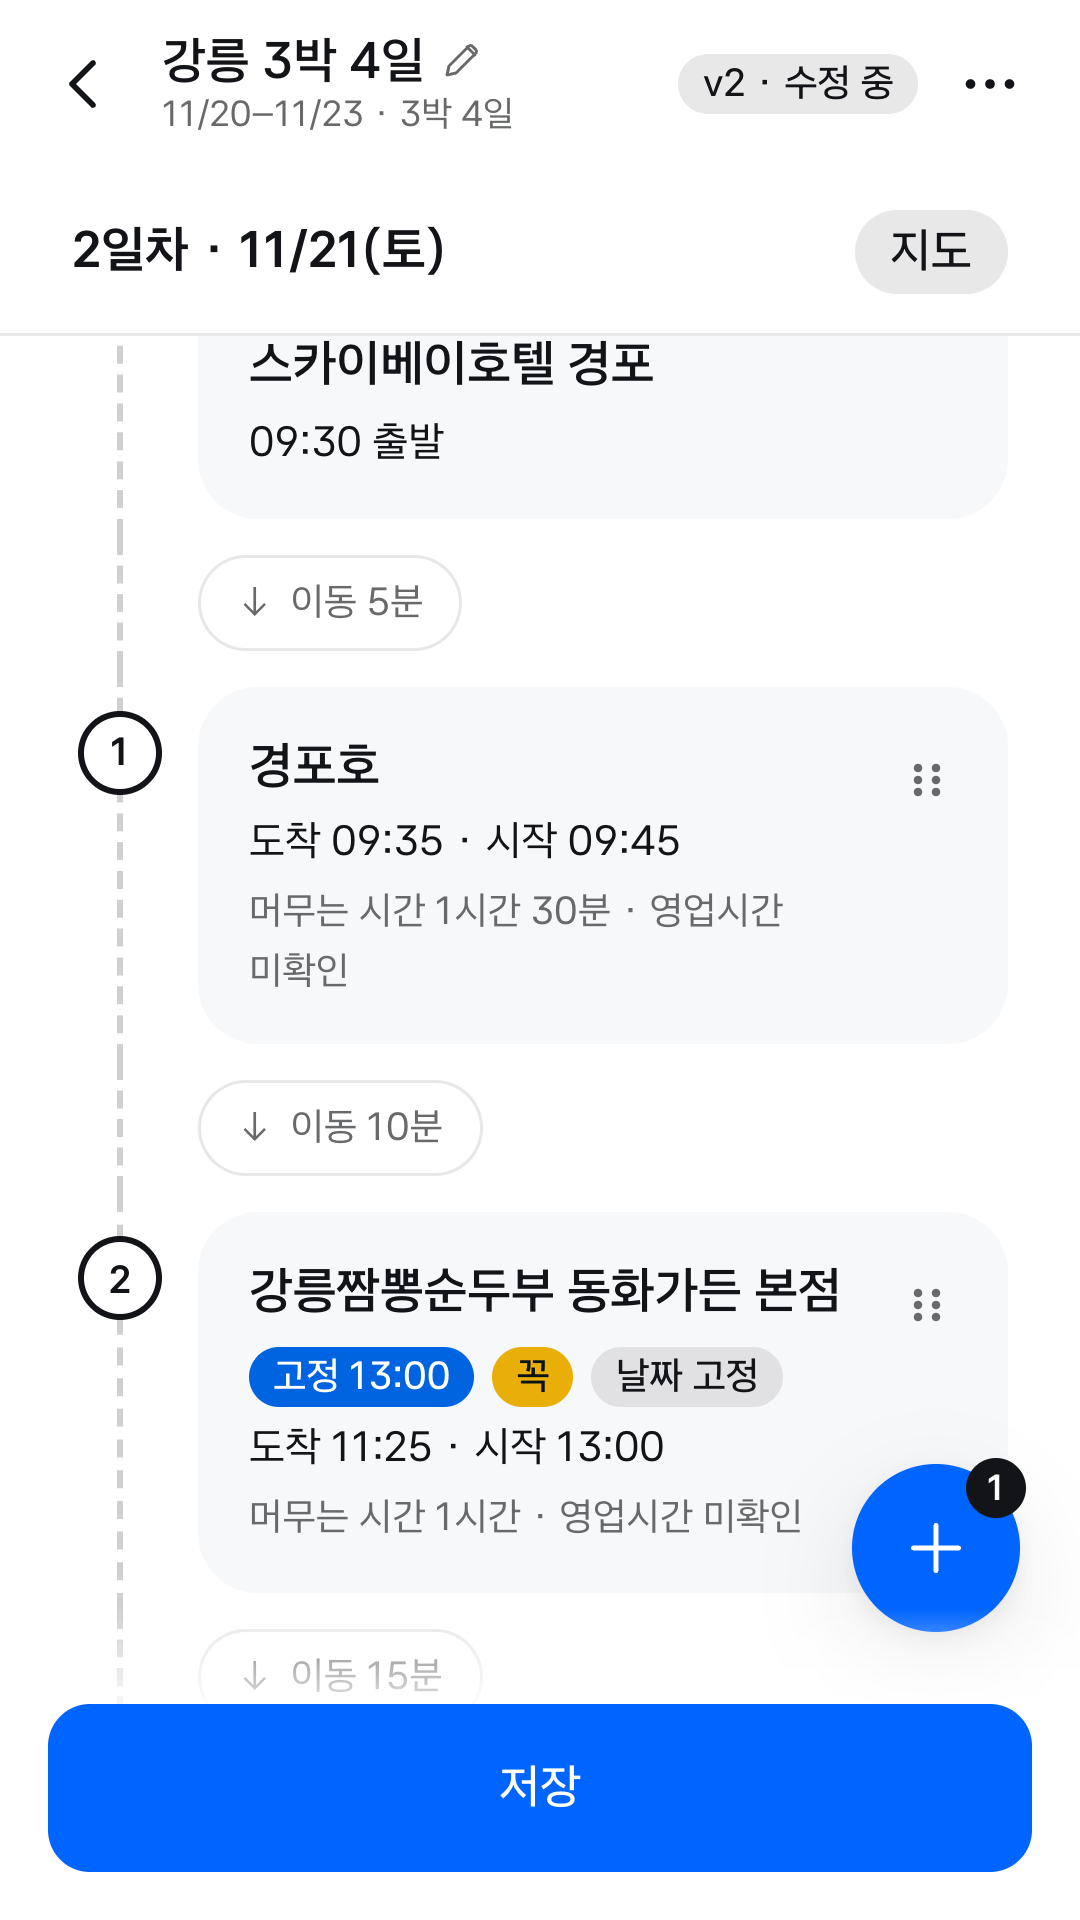 강릉 3박 4일
11/20–11/23 · 3박 4일
v2 · 수정 중
2일차 · 11/21(토)
지도
스카이베이호텔 경포
09:30 출발
↓ 이동 5분
1
경포호
도착 09:35 · 시작 09:45
머무는 시간 1시간 30분 · 영업시간
미확인
↓ 이동 10분
2
강릉짬뽕순두부 동화가든 본점
고정 13:00 꼭 날짜 고정
도착 11:25 · 시작 13:00
머무는 시간 1시간 · 영업시간 미확인
1
↓ 이동 15분
저장